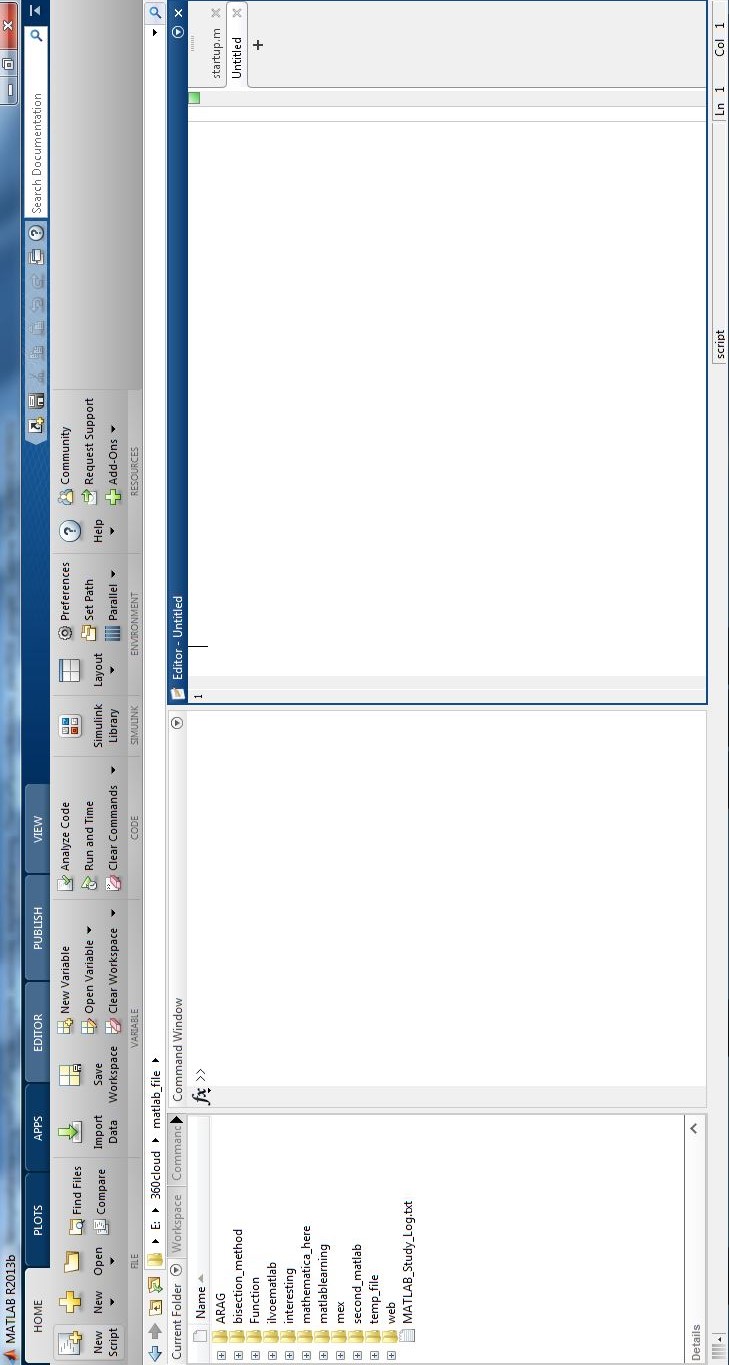 MATLAB R2013b
HOME PLOTS APPS EDITOR PUBLISH VIEW
Search Documentation
New Script
New
Open
Find Files
Compare
FILE
Import Data
Save Workspace
New Variable
Open Variable
Clear Workspace
VARIABLE
Analyze Code
Run and Time
Clear Commands
CODE
Simulink Library
SIMULINK
Layout
Preferences
Set Path
Parallel
ENVIRONMENT
Help
Community
Request Support
Add-Ons
RESOURCES
E: 360cloud matlab_file
Current Folder Workspace Command
Name
ARAG
bisection_method
Function
ilvoematlab
interesting
mathematica_here
matlablearning
mex
second_matlab
temp_file
web
MATLAB_Study_Log.txt
Details
Command Window
fx >>
Editor - Untitled
1
startup.m
Untitled
+
script
Ln 1 Col 1